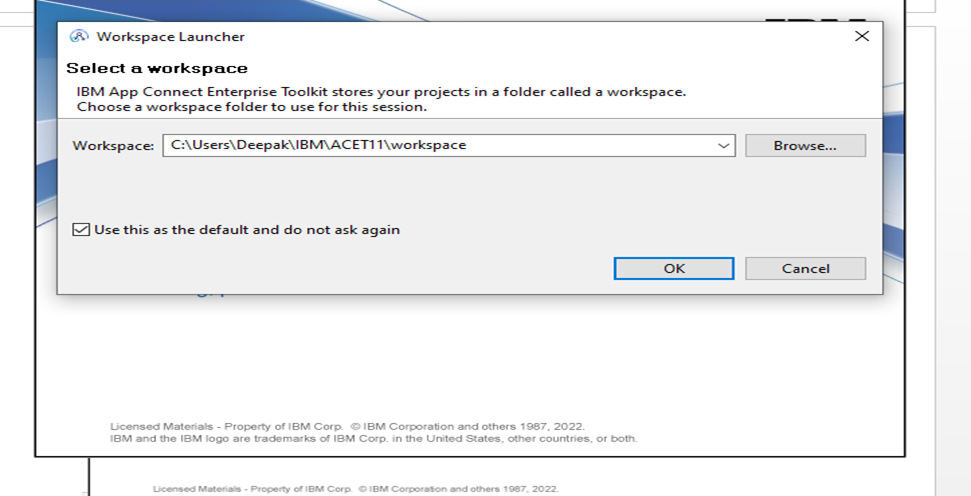 Workspace Launcher
Select a workspace
IBM App Connect Enterprise Toolkit stores your projects in a folder called a workspace.
Choose a workspace folder to use for this session.
Workspace: C:\Users\Deepak\IBM\ACET11\workspace Browse...
Use this as the default and do not ask again
OK Cancel
Licensed Materials - Property of IBM Corp. © IBM Corporation and others 1987, 2022.
IBM and the IBM logo are trademarks of IBM Corp. in the United States, other countries, or both.
Licensed Materials - Property of IBM Corp. © IBM Corporation and others 1987, 2022.